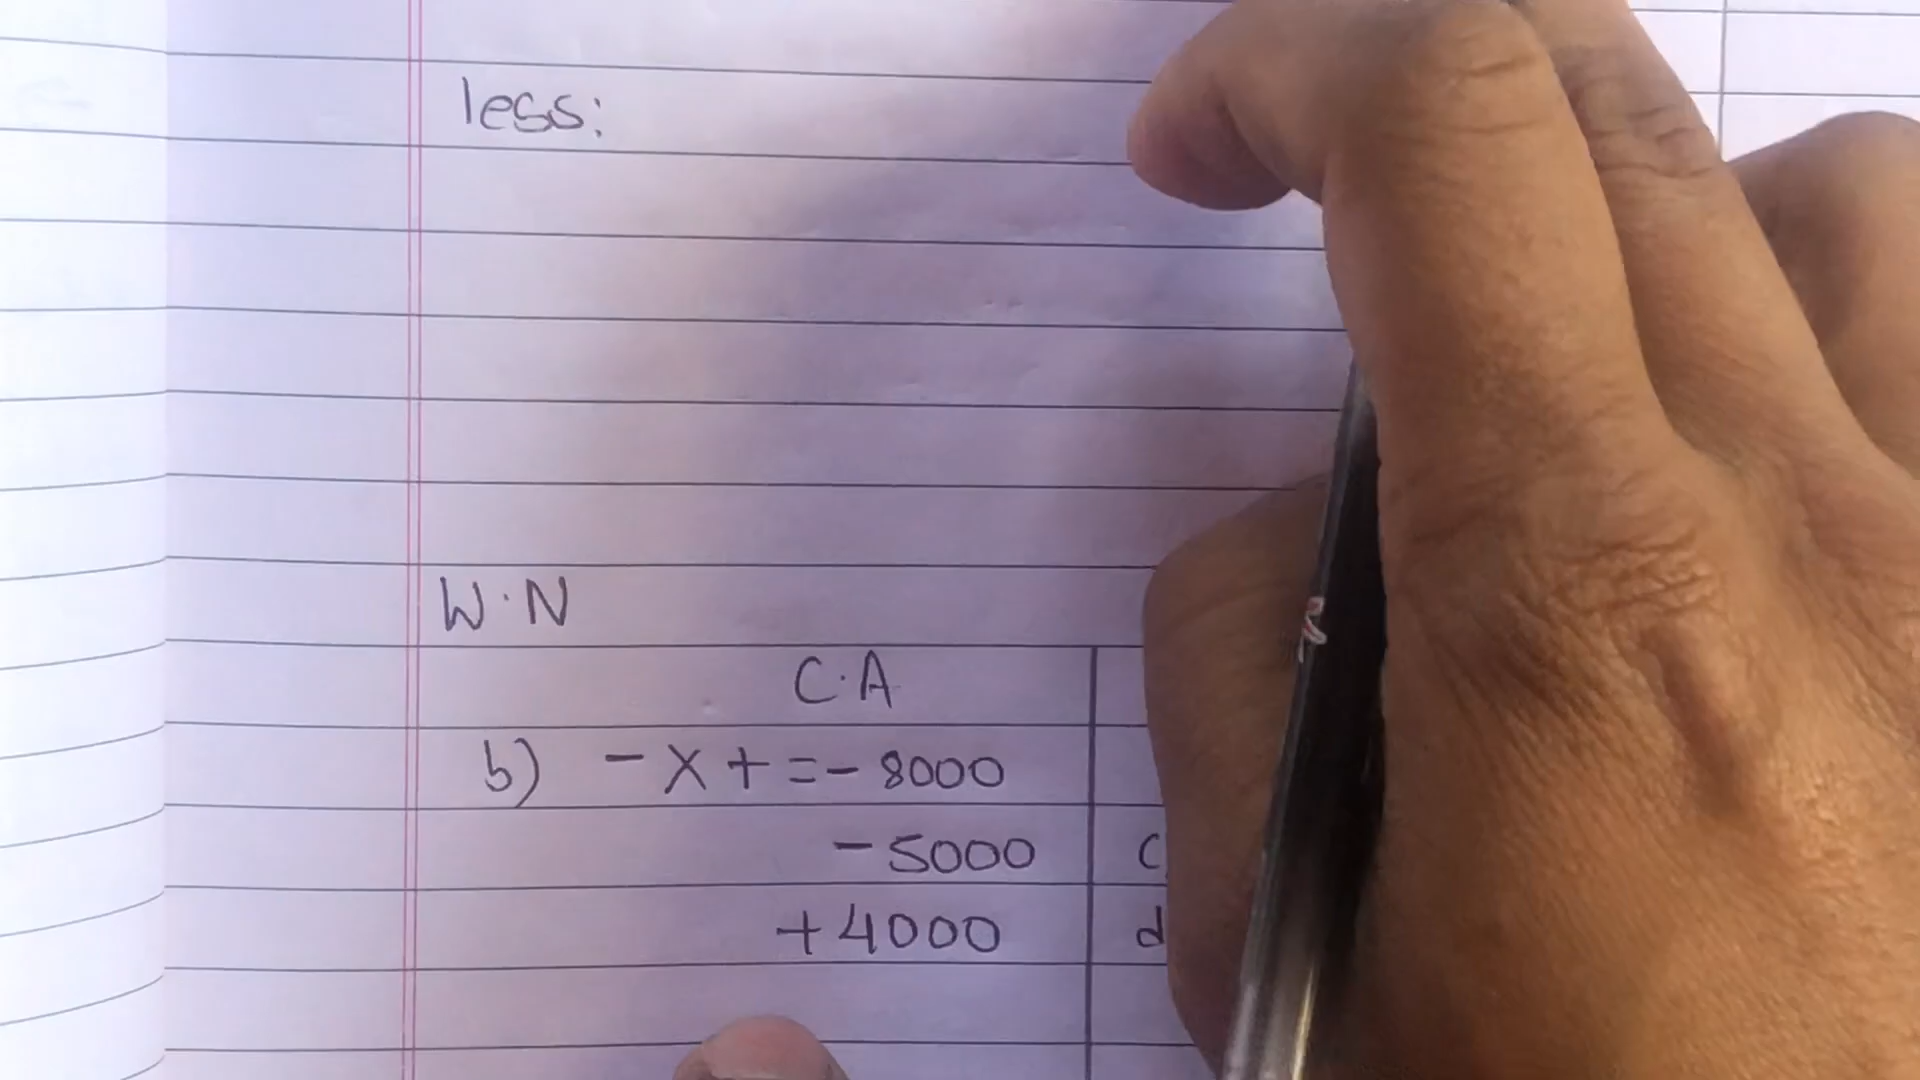 less:
W.N
C.A
b) - X + = - 8000
- 5000 C
+ 4000 d